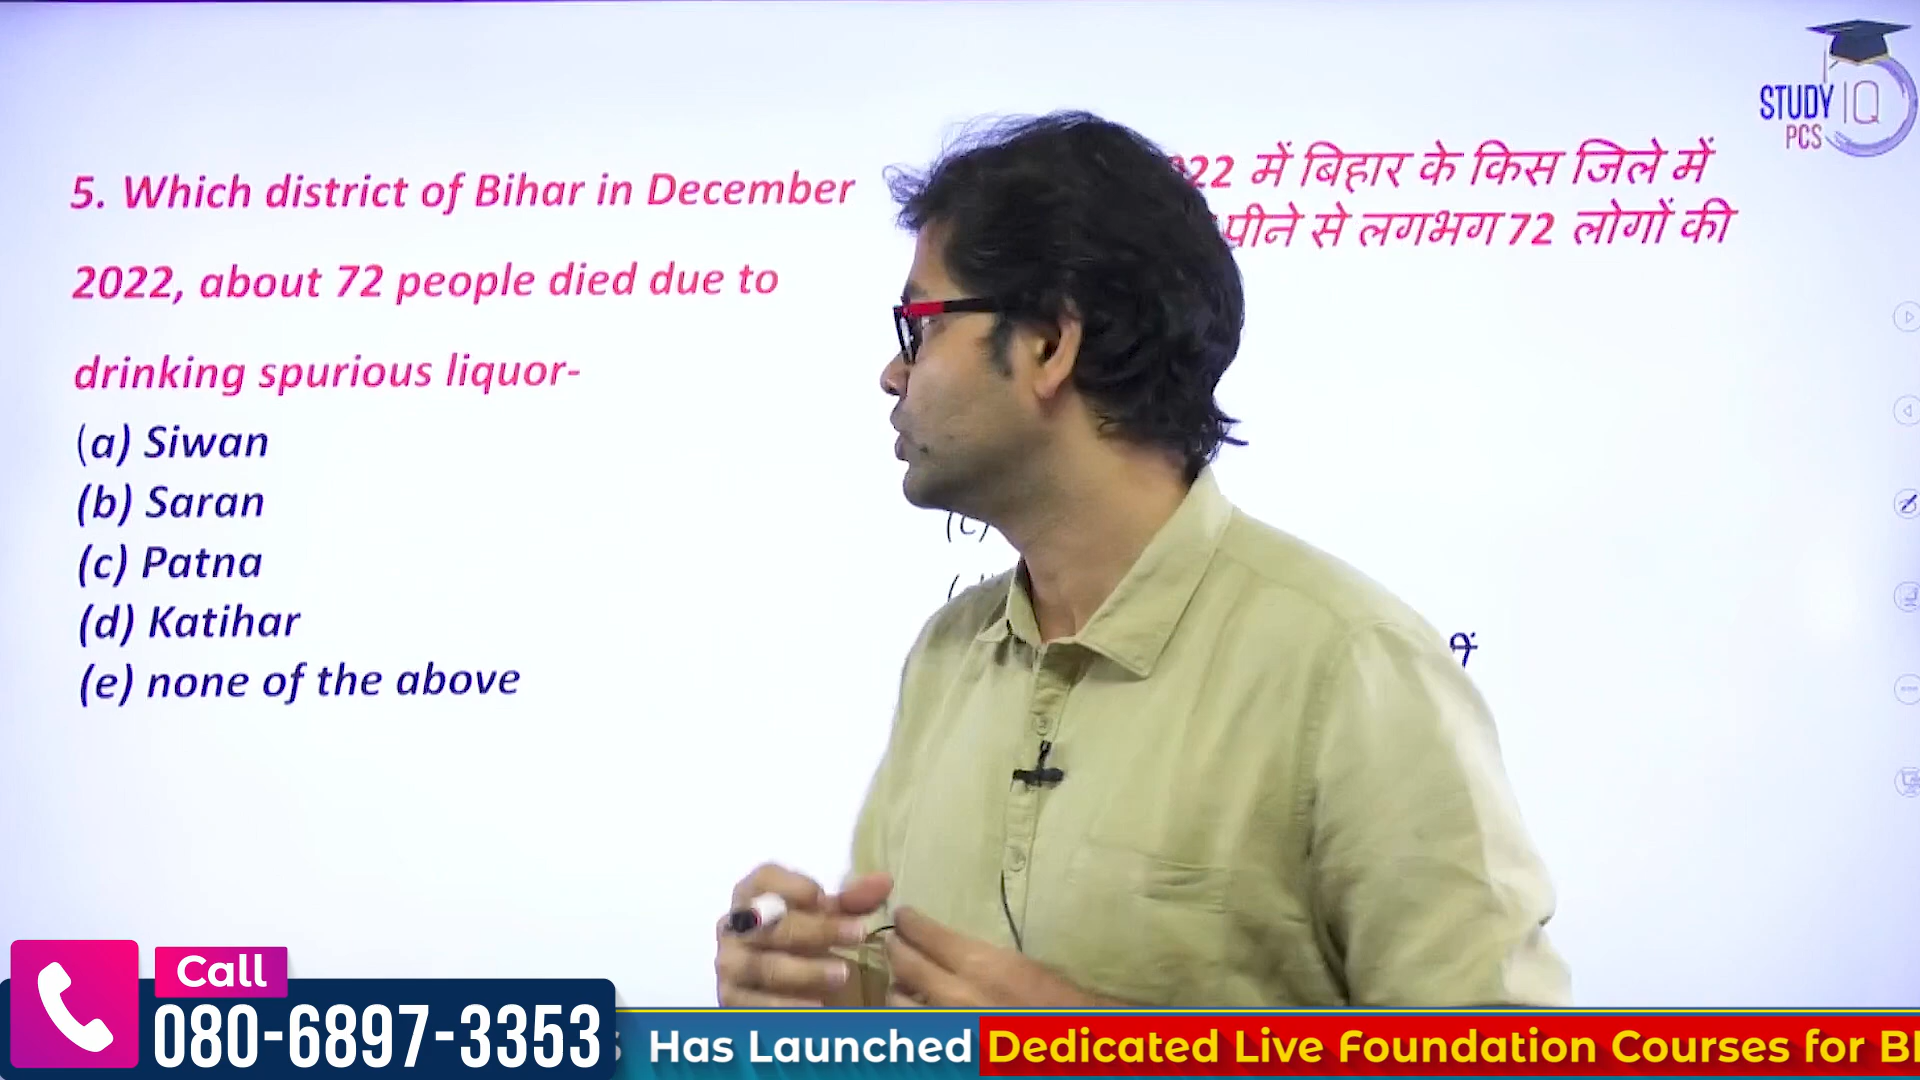 STUDY IQ
PCS
5. Which district of Bihar in December
2022, about 72 people died due to
drinking spurious liquor-
(a) Siwan
(b) Saran
(c) Patna
(d) Katihar
(e) none of the above
22 में बिहार के किस जिले में
पीने से लगभग 72 लोगों की
(c)
Call
080-6897-3353
Has Launched Dedicated Live Foundation Courses for